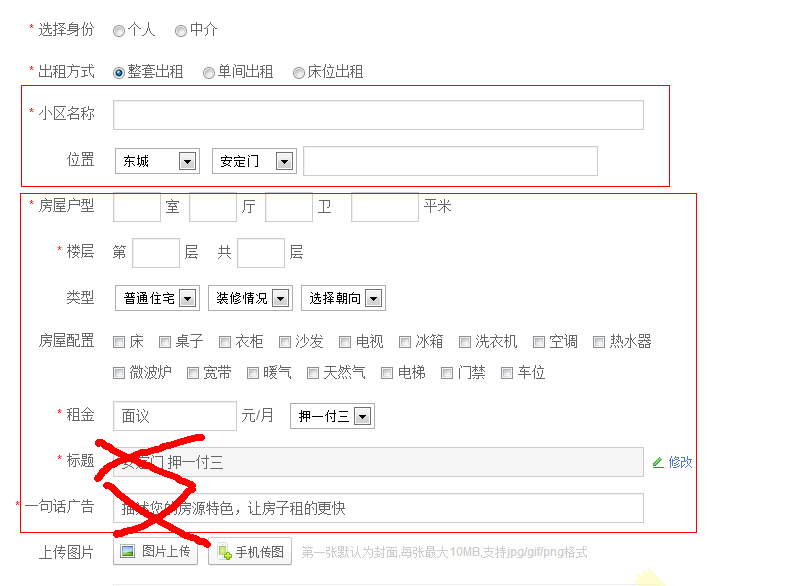 * 选择身份 个人 中介
* 出租方式 整套出租 单间出租 床位出租
* 小区名称
位置 东城 安定门
* 房屋户型 室 厅 卫 平米
* 楼层 第 层 共 层
类型 普通住宅 装修情况 选择朝向
房屋配置 床 桌子 衣柜 沙发 电视 冰箱 洗衣机 空调 热水器
微波炉 宽带 暖气 天然气 电梯 门禁 车位
* 租金 面议 元/月 押一付三
* 标题 安定门 押一付三 修改
* 一句话广告 描述您的房源特色，让房子租的更快
上传图片 图片上传 手机传图 第一张默认为封面,每张最大10MB,支持jpg/gif/png格式